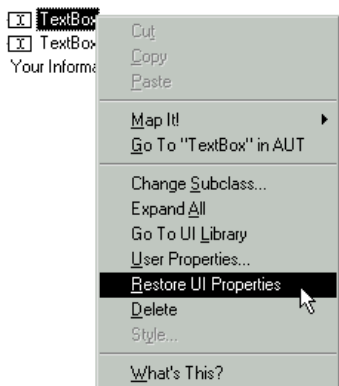 TextBox
TextBox
Your Informa
Cut
Copy
Paste
Map It!
Go To "TextBox" in AUT
Change Subclass...
Expand All
Go To UI Library
User Properties...
Restore UI Properties
Delete
Style...
What's This?